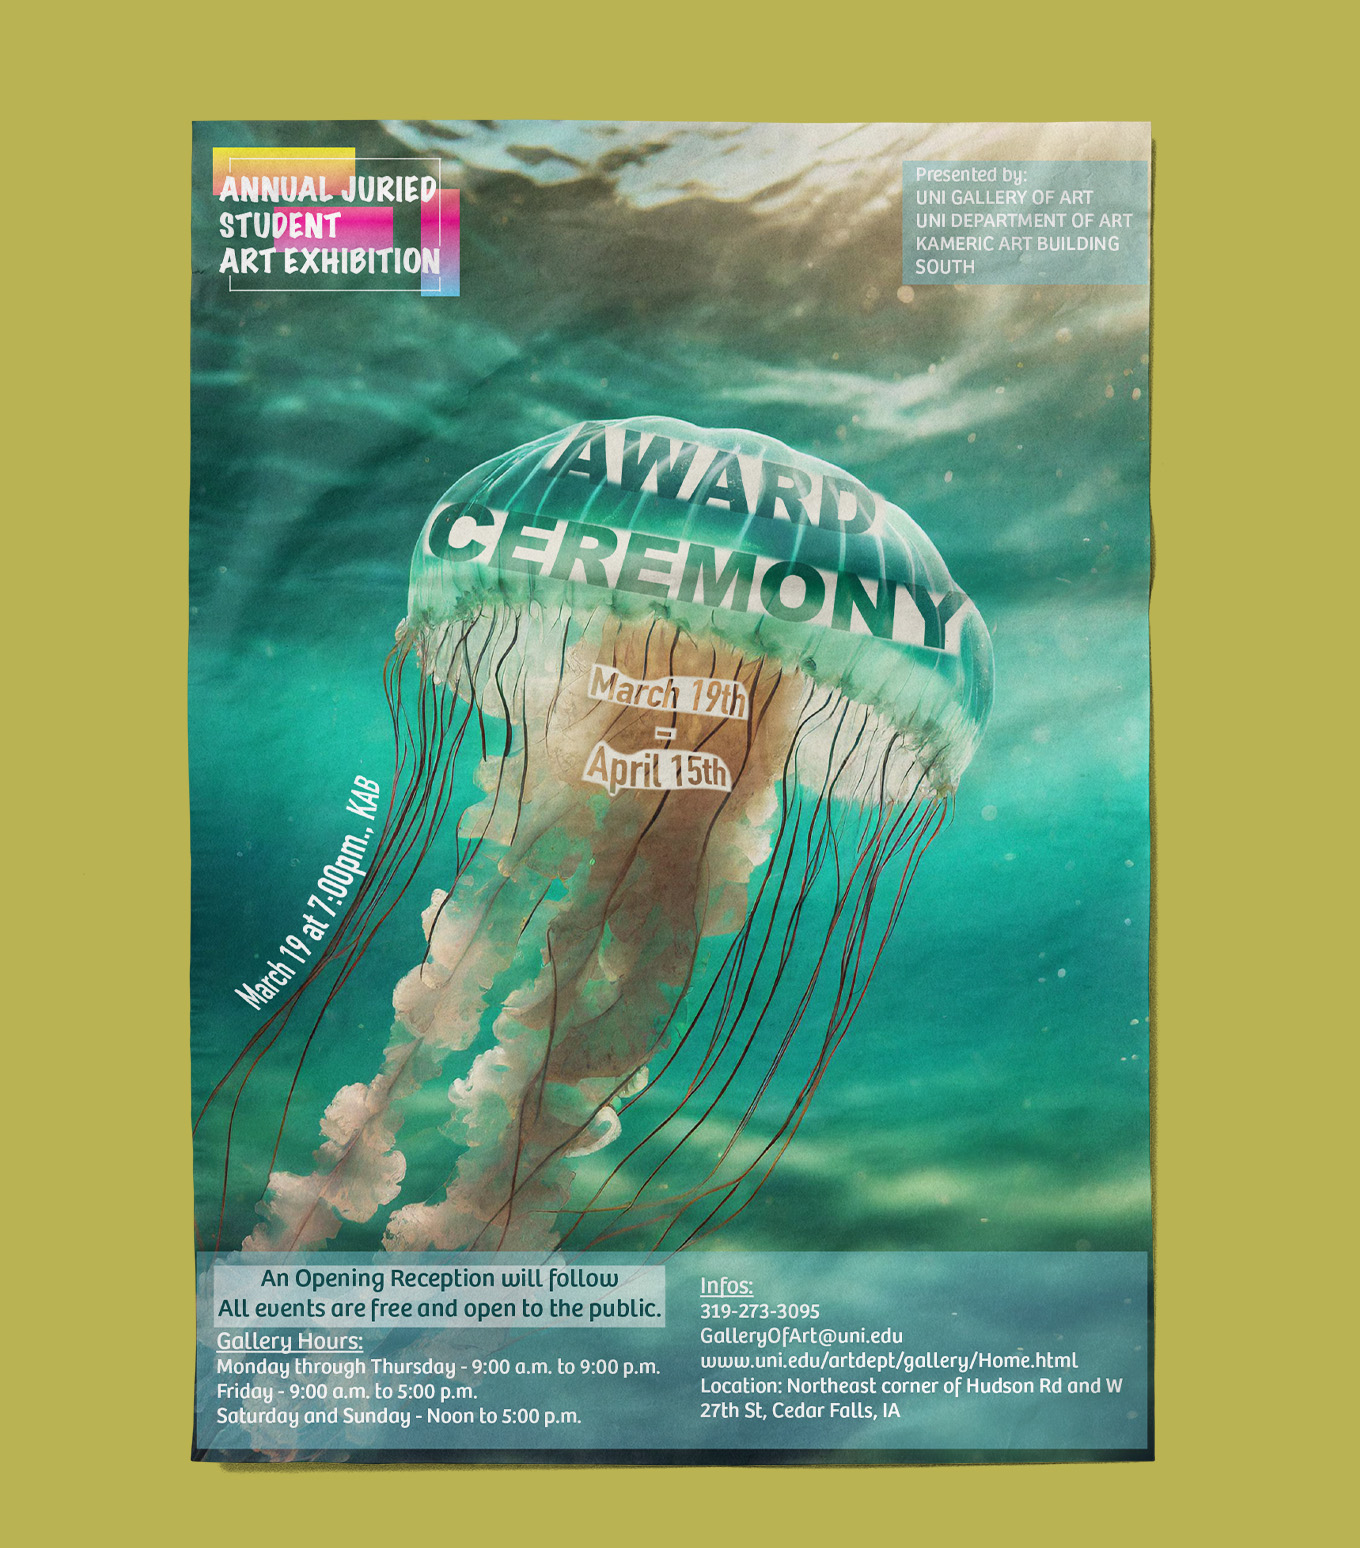 ANNUAL JURIED
STUDENT
ART EXHIBITION
Presented by:
UNI GALLERY OF ART
UNI DEPARTMENT OF ART
KAMERIC ART BUILDING
SOUTH
AWARD
CEREMONY
March 19th
-
April 15th
March 19 at 7:00pm., KAB
An Opening Reception will follow
All events are free and open to the public.
Gallery Hours:
Monday through Thursday - 9:00 a.m. to 9:00 p.m.
Friday - 9:00 a.m. to 5:00 p.m.
Saturday and Sunday - Noon to 5:00 p.m.
Infos:
319-273-3095
GalleryOfArt@uni.edu
www.uni.edu/artdept/gallery/Home.html
Location: Northeast corner of Hudson Rd and W
27th St, Cedar Falls, IA